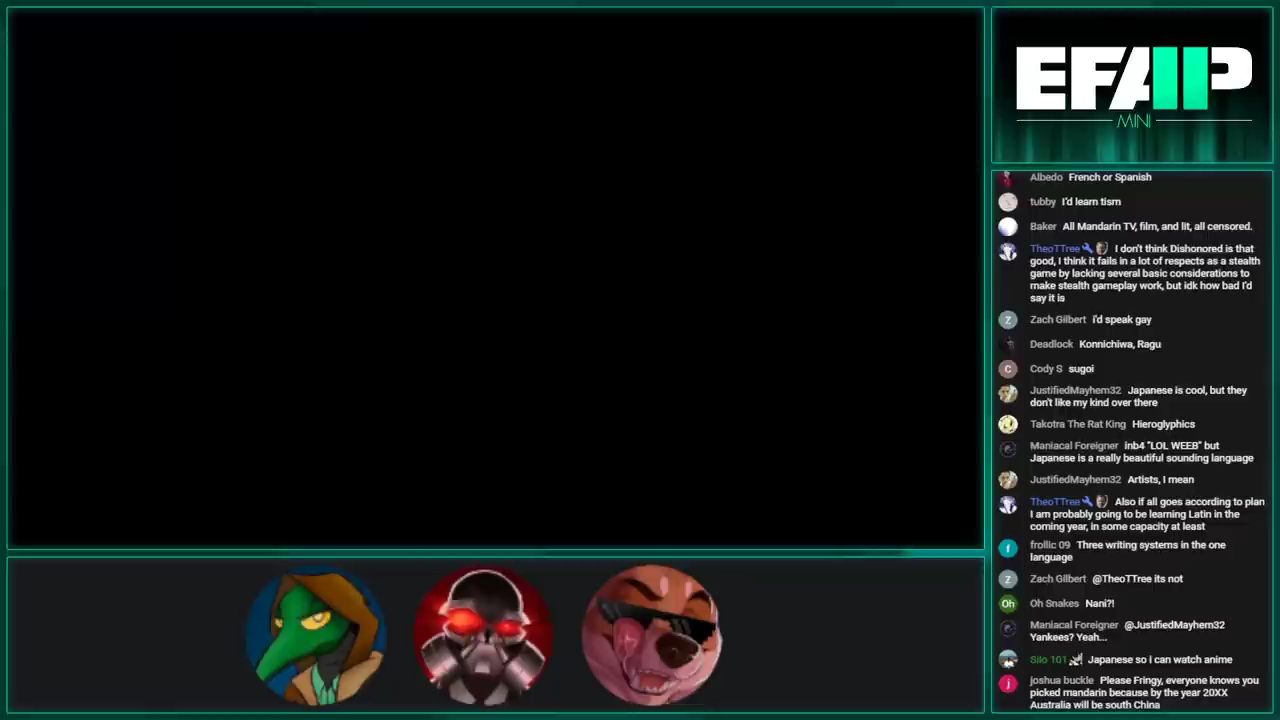 EFAP
MINI
Albedo French or Spanish
tubby I'd learn tism
Baker All Mandarin TV, film, and lit, all censored.
TheoTTree I don't think Dishonored is that
good, I think it fails in a lot of respects as a stealth
game by lacking several basic considerations to
make stealth gameplay work, but idk how bad I'd
say it is
Z Zach Gilbert i'd speak gay
Deadlock Konnichiwa, Ragu
C Cody S sugoi
JustifiedMayhem32 Japanese is cool, but they
don't like my kind over there
Takotra The Rat King Hieroglyphics
Maniacal Foreigner inb4 "LOL WEEB" but
Japanese is a really beautiful sounding language
JustifiedMayhem32 Artists, I mean
TheoTTree Also if all goes according to plan
I am probably going to be learning Latin in the
coming year, in some capacity at least
f frollic 09 Three writing systems in the one
language
Z Zach Gilbert @TheoTTree its not
Oh Oh Snakes Nani?!
Maniacal Foreigner @JustifiedMayhem32
Yankees? Yeah...
Silo 101 Japanese so i can watch anime
j joshua buckle Please Fringy, everyone knows you
picked mandarin because by the year 20XX
Australia will be south China